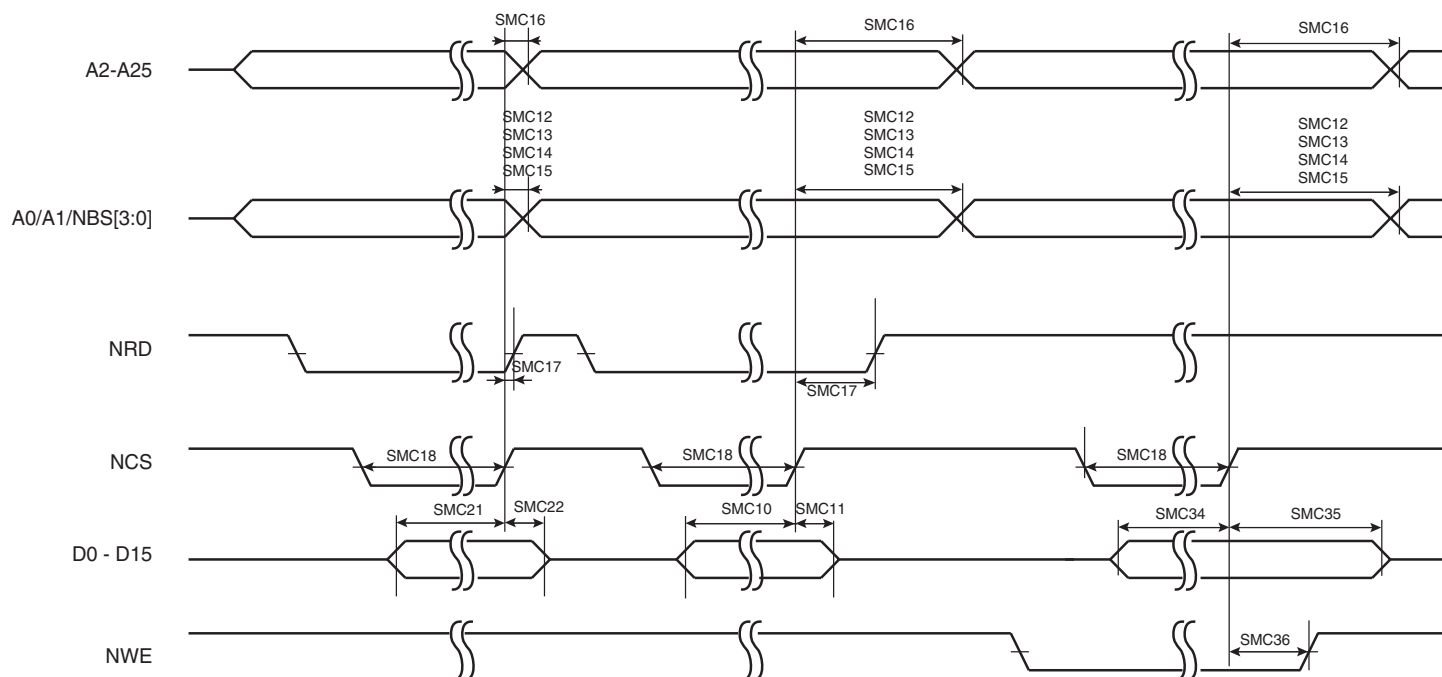 SMC16
SMC16
SMC16
A2-A25
SMC12
SMC13
SMC14
SMC15
SMC12
SMC13
SMC14
SMC15
SMC12
SMC13
SMC14
SMC15
A0/A1/NBS[3:0]
NRD
SMC17
SMC17
NCS
SMC18
SMC18
SMC18
SMC21
SMC22
SMC10
SMC11
SMC34
SMC35
D0 - D15
NWE
SMC36